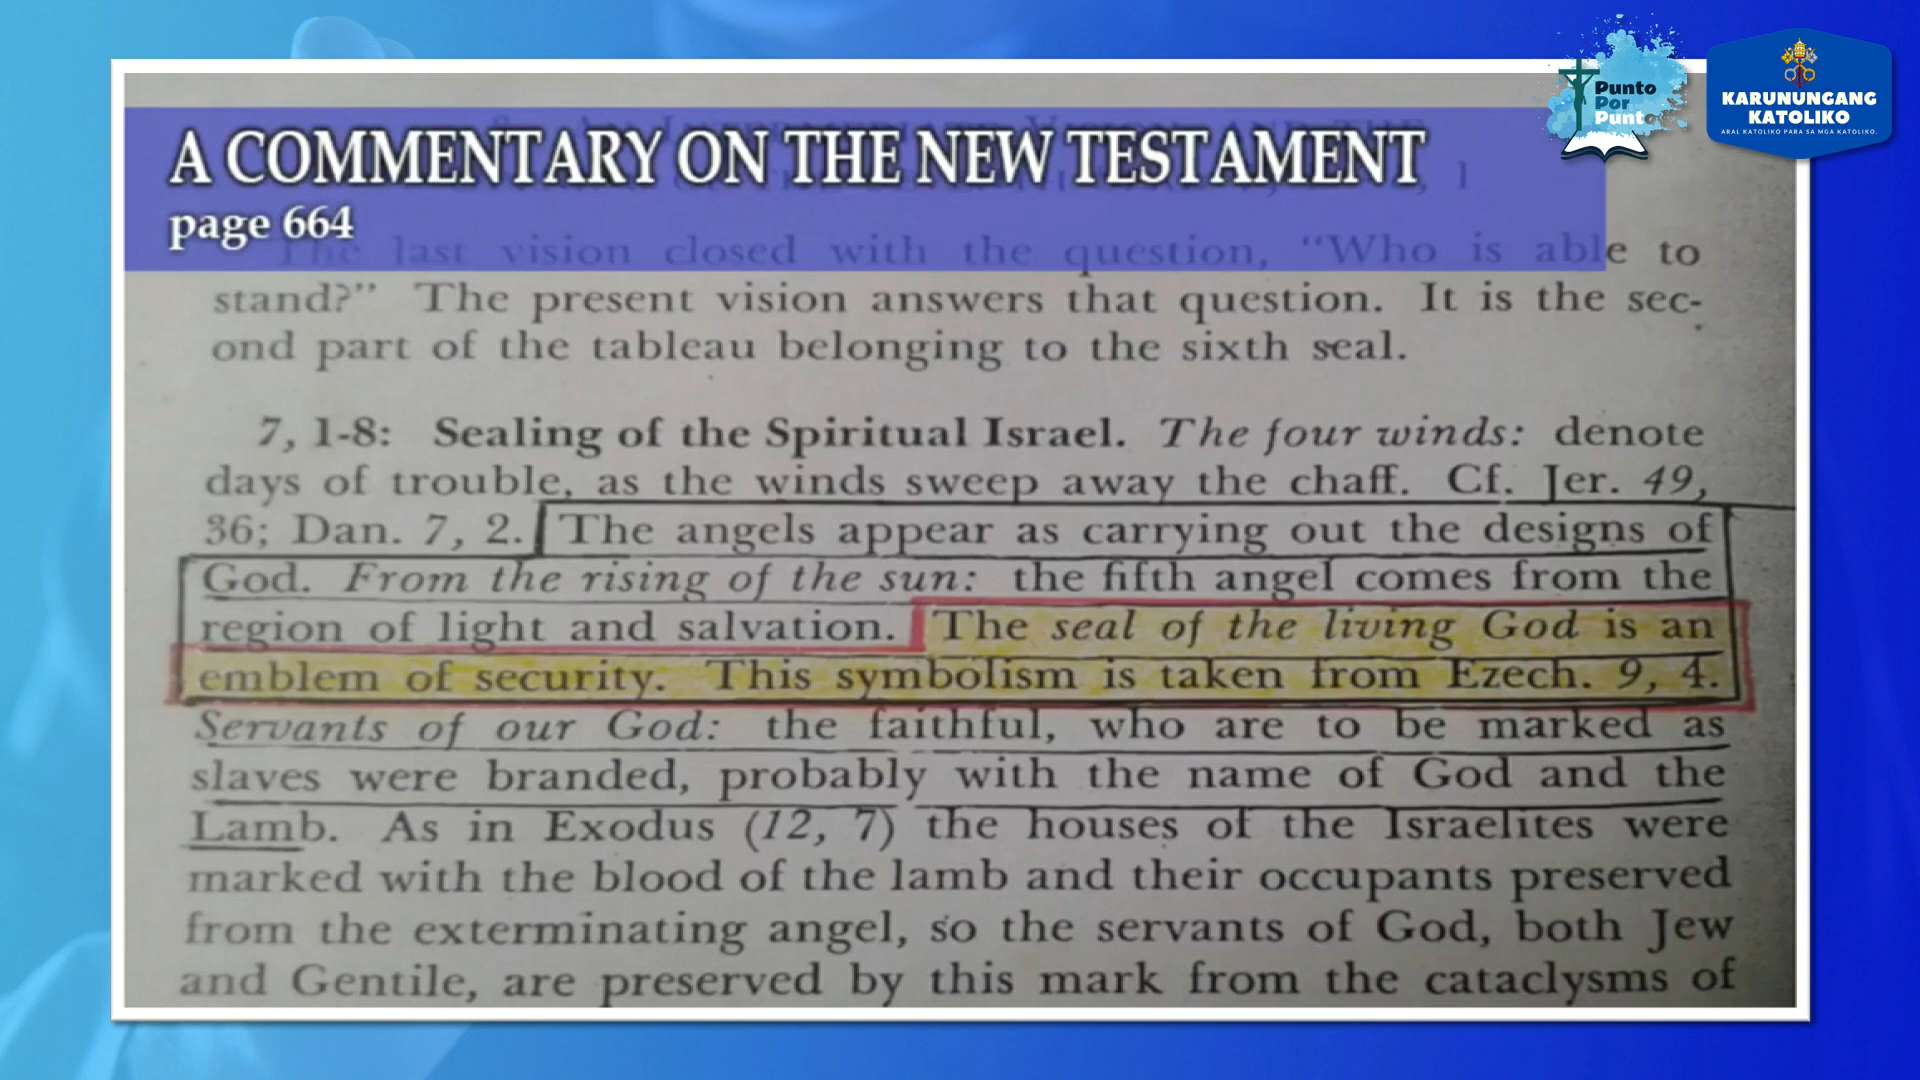 A COMMENTARY ON THE NEW TESTAMENT
page 664
Punto
Por
Punto
KARUNUNGANG
KATOLIKO
ARAL KATOLIKO PARA SA MGA KATOLIKO.
The last vision closed with the question, “Who is able to
stand?” The present vision answers that question. It is the sec-
ond part of the tableau belonging to the sixth seal.
7, 1-8: Sealing of the Spiritual Israel. The four winds: denote
days of trouble, as the winds sweep away the chaff. Cf. Jer. 49,
36; Dan. 7, 2. The angels appear as carrying out the designs of
God. From the rising of the sun: the fifth angel comes from the
region of light and salvation. The seal of the living God is an
emblem of security. This symbolism is taken from Ezech. 9, 4.
Servants of our God: the faithful, who are to be marked as
slaves were branded, probably with the name of God and the
Lamb. As in Exodus (12, 7) the houses of the Israelites were
marked with the blood of the lamb and their occupants preserved
from the exterminating angel, so the servants of God, both Jew
and Gentile, are preserved by this mark from the cataclysms of